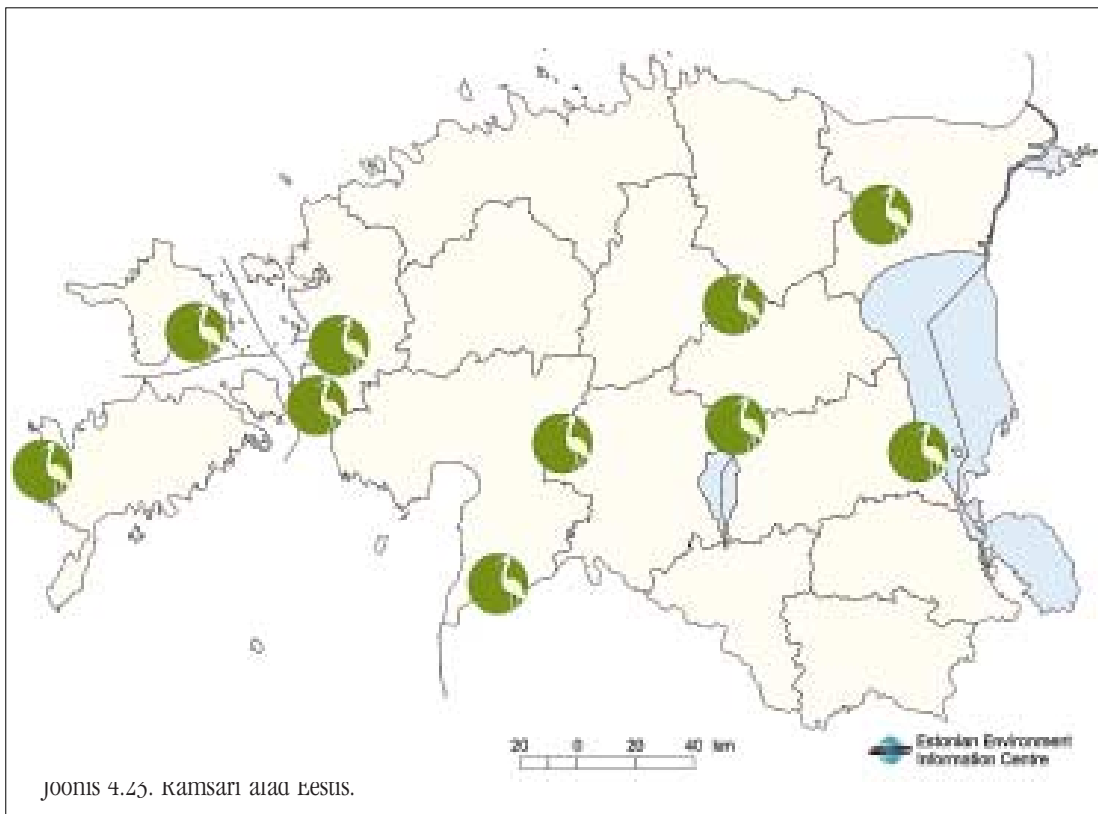 20 0 20 40 km
Estonian Environment
Information Centre
Joonis 4.23. Ramsari alad Eestis.